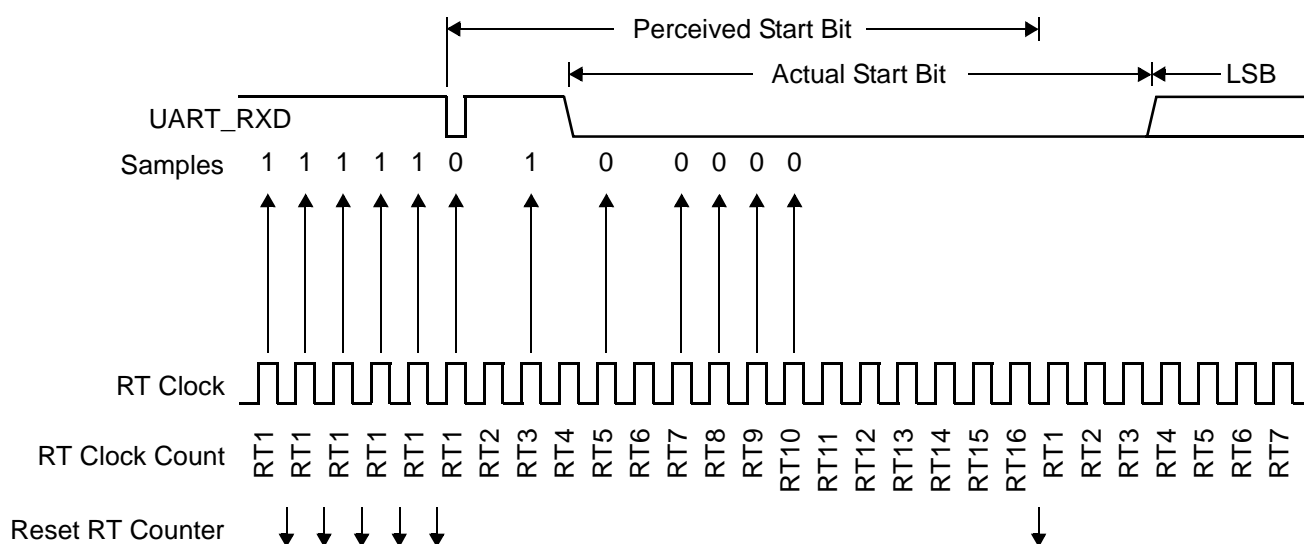 Perceived Start Bit
Actual Start Bit
LSB
UART_RXD
Samples 1 1 1 1 1 0 1 0 0 0 0 0
RT Clock
RT Clock Count RT1 RT1 RT1 RT1 RT1 RT1 RT2 RT3 RT4 RT5 RT6 RT7 RT8 RT9 RT10 RT11 RT12 RT13 RT14 RT15 RT16 RT1 RT2 RT3 RT4 RT5 RT6 RT7
Reset RT Counter